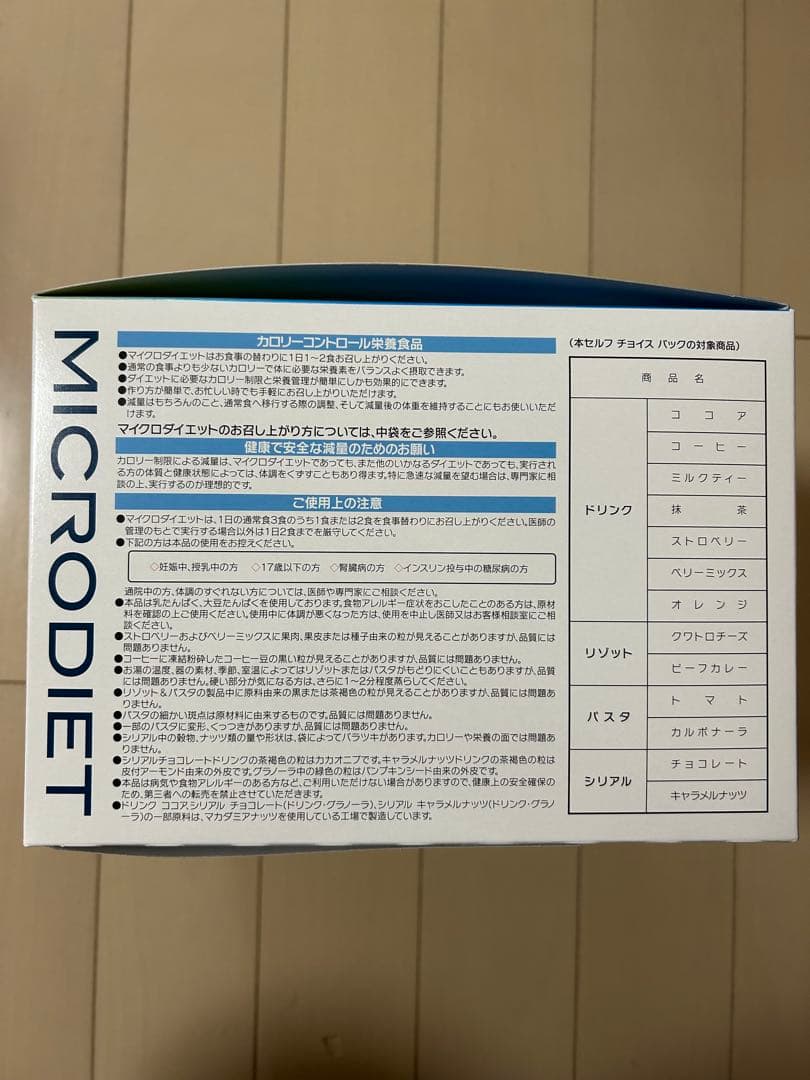 MICRODIET
カロリーコントロール栄養食品
●マイクロダイエットはお食事の替わりに1日1～2食お召し上がりください。
●通常の食事よりも少ないカロリーで体に必要な栄養素をバランスよく摂取できます。
●ダイエットに必要なカロリー制限と栄養管理が簡単にしかも効果的にできます。
●作り方が簡単で、お忙しい時でも手軽にお召し上がりいただけます。
●減量はもちろんのこと、通常食へ移行する際の調整、そして減量後の体重を維持することにもお使いいただ
けます。
マイクロダイエットのお召し上がり方については、中袋をご参照ください。
健康で安全な減量のためのお願い
カロリー制限による減量は、マイクロダイエットであっても、また他のいかなるダイエットであっても、実行され
る方の体質と健康状態によっては、体調をくずすこともあり得ます。特に急速な減量を望む場合は、専門家に相
談の上、実行するのが理想的です。
ご使用上の注意
●マイクロダイエットは、1日の通常食3食のうち1食または2食を食事替わりにお召し上がりください。医師の
管理のもとで実行する場合以外は1日2食までを厳守してください。
●下記の方は本品の使用をお控えください。
◇妊娠中、授乳中の方 ◇17歳以下の方 ◇腎臓病の方 ◇インスリン投与中の糖尿病の方
通院中の方、体調のすぐれない方については、医師や専門家にご相談ください。
●本品は乳たんぱく、大豆たんぱくを使用しております。食物アレルギー症状をおこしたことのある方は、原材
料を確認の上ご使用ください。使用中に体調が悪くなった方は、使用を中止し医師又はお客様相談室にご相
談ください。
●ストロベリーおよびベリーミックスに果肉、果皮または種子由来の粒が見えることがありますが、品質には
問題ありません。
●コーヒーに凍結粉砕したコーヒー豆の黒い粒が見えることがありますが、品質には問題ありません。
●お湯の温度、器の素材、季節、室温によってはリゾットまたはパスタがもどりにくいこともありますが、品質
には問題ありません。硬い部分が気になる方は、さらに1～2分程度蒸らしてください。
●リゾット&パスタの製品中に原料由来の黒または茶褐色の粒が見えることがありますが、品質には問題あ
りません。
●パスタの細かい斑点は原材料に由来するものです。品質には問題ありません。
●一部のパスタに変形、くっつきがありますが、品質には問題ありません。
●シリアル中の穀物、ナッツ類の量や形状は、袋によってバラツキがあります。カロリーや栄養の面では問題あ
りません。
●シリアルチョコレートドリンクの茶褐色の粒はカカオニブです。キャラメルナッツドリンクの茶褐色の粒は
皮付アーモンド由来の外皮です。グラノーラ中の緑色の粒はパンプキンシード由来の外皮です。
●本品は病気や食物アレルギーのある方など、ご利用いただけない場合がありますので、健康上の安全確保の
ため、第三者への転売を禁止させていただきます。
●ドリンク ココア、シリアル チョコレート(ドリンク・グラノーラ)、シリアル キャラメルナッツ(ドリンク・グラノ
ーラ)の一部原料は、マカダミアナッツを使用している工場で製造しています。
(本セルフ チョイス パックの対象商品)
商品名
ドリンク
ココア
コーヒー
ミルクティー
抹茶
ストロベリー
ベリーミックス
オレンジ
リゾット
クワトロチーズ
ビーフカレー
パスタ
トマト
カルボナーラ
シリアル
チョコレート
キャラメルナッツ